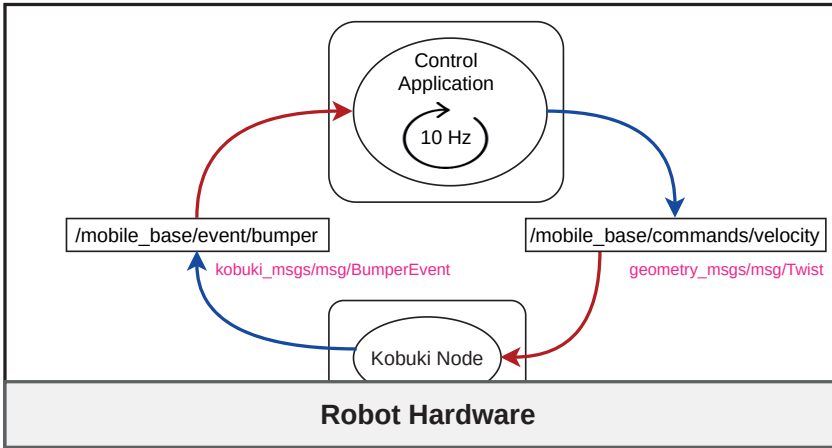 Control
Application
10 Hz
/mobile_base/event/bumper
/mobile_base/commands/velocity
kobuki_msgs/msg/BumperEvent
geometry_msgs/msg/Twist
Kobuki Node
Robot Hardware